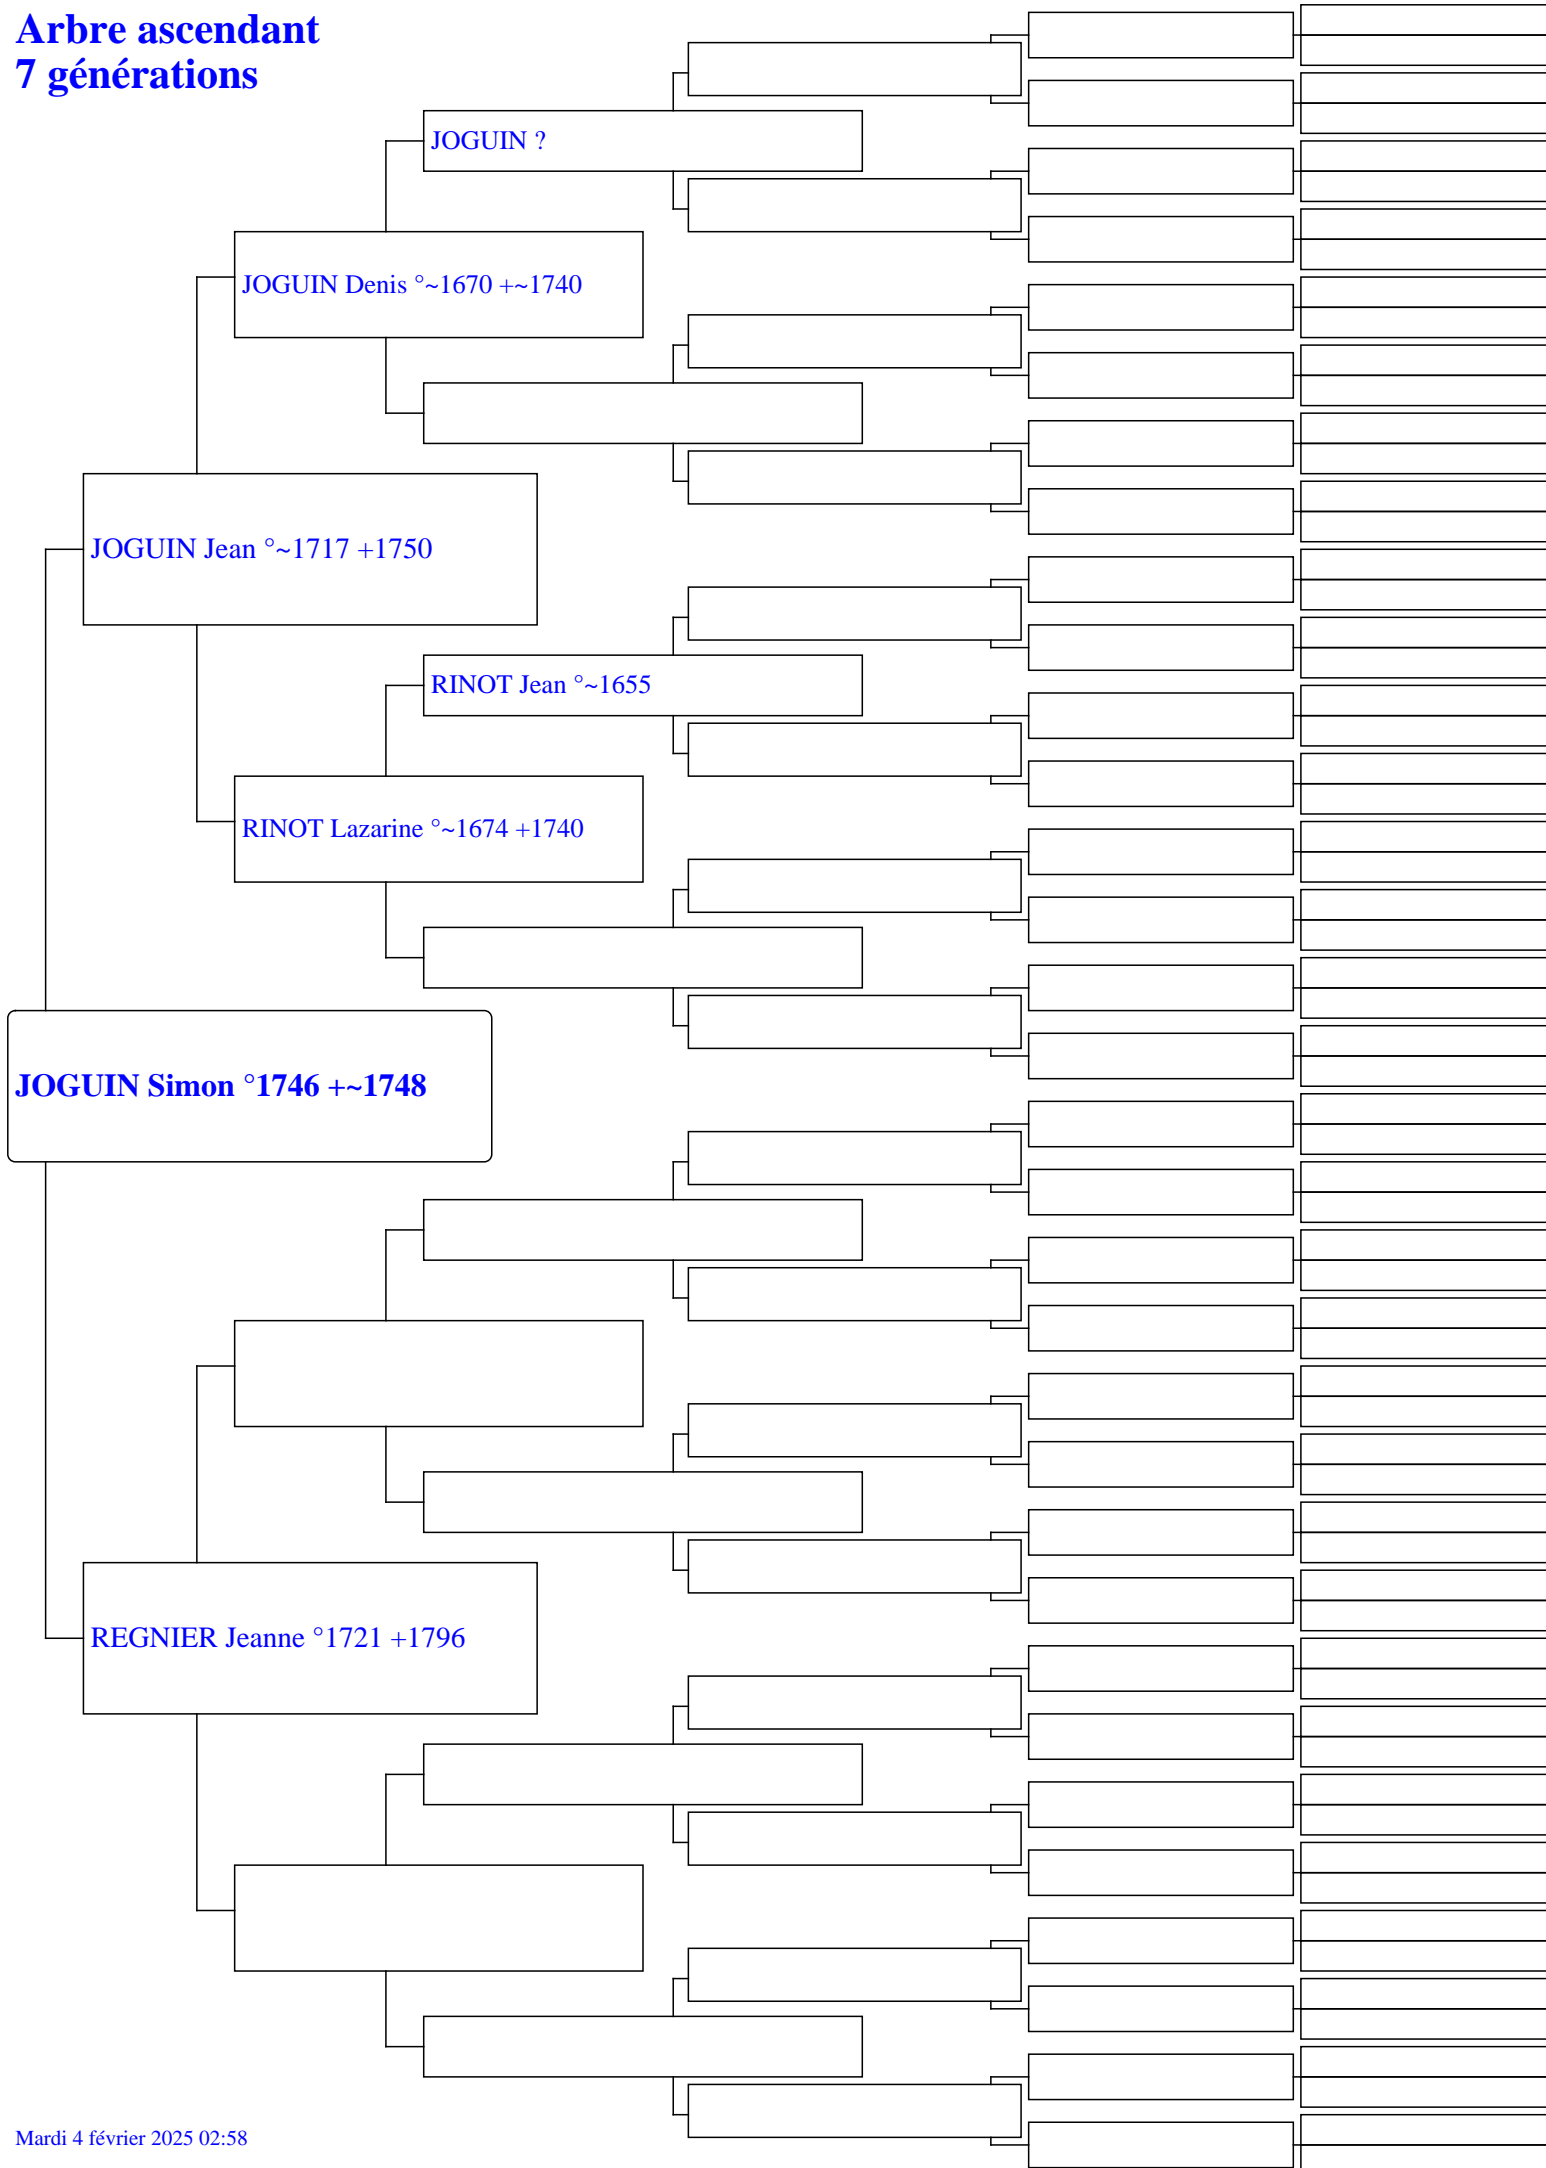 Arbre ascendant
7 générations
JOGUIN ?
JOGUIN Denis °~1670 +~1740
JOGUIN Jean °~1717 +1750
RINOT Jean °~1655
RINOT Lazarine °~1674 +1740
JOGUIN Simon °1746 +~1748
REGNIER Jeanne °1721 +1796
Mardi 4 février 2025 02:58